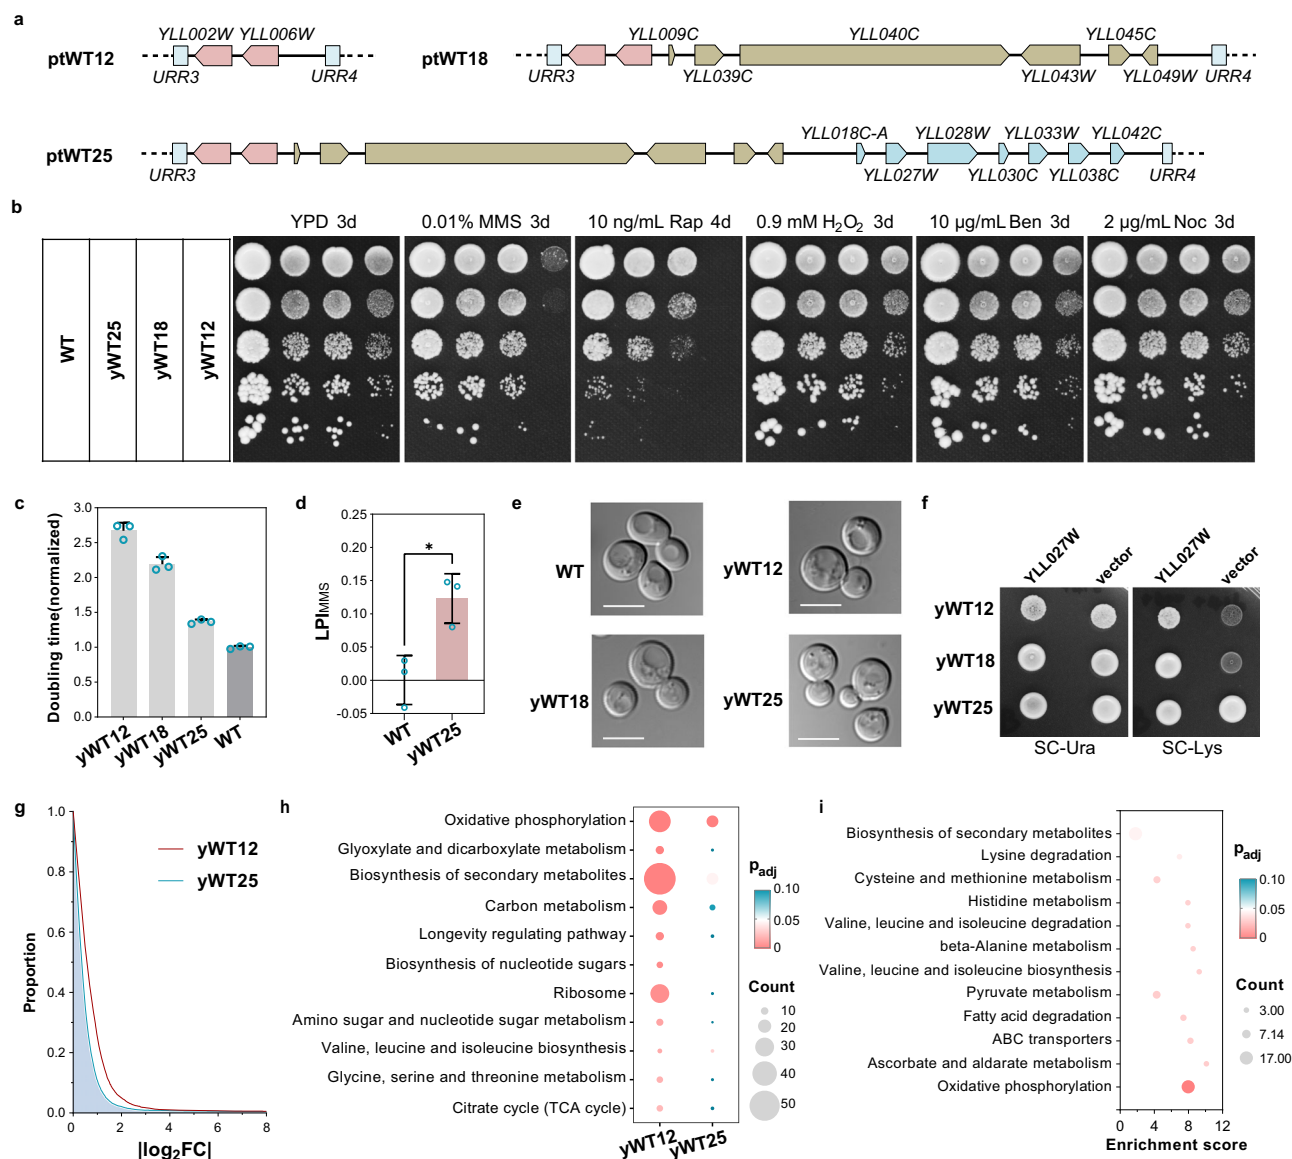 a
YLL002W YLL006W
ptWT12
URR3 URR4
YLL009C YLL040C YLL045C
ptWT18
URR3 YLL039C YLL043W YLL049W URR4
YLL018C-A YLL028W YLL033W YLL042C
ptWT25
URR3 YLL027W YLL030C YLL038C URR4
b
YPD 3d 0.01% MMS 3d 10 ng/mL Rap 4d 0.9 mM H₂O₂ 3d 10 µg/mL Ben 3d 2 µg/mL Noc 3d
WT
yWT25
yWT18
yWT12
c
Doubling time(normalized)
3.0
2.5
2.0
1.5
1.0
0.5
0.0
yWT12 yWT18 yWT25 WT
d
LPI_MMS
0.25
0.20
0.15
0.10
0.05
0.00
-0.05
*
WT yWT25
e
WT yWT12
yWT18 yWT25
f
YLL027W vector YLL027W vector
yWT12
yWT18
yWT25
SC-Ura SC-Lys
g
Proportion
1.0
0.8
0.6
0.4
0.2
0.0
yWT12
yWT25
0 2 4 6 8
|log₂FC|
h
Oxidative phosphorylation
Glyoxylate and dicarboxylate metabolism
Biosynthesis of secondary metabolites
Carbon metabolism
Longevity regulating pathway
Biosynthesis of nucleotide sugars
Ribosome
Amino sugar and nucleotide sugar metabolism
Valine, leucine and isoleucine biosynthesis
Glycine, serine and threonine metabolism
Citrate cycle (TCA cycle)
yWT12 yWT25
p_adj
0.10
0.05
0
Count
10
20
30
40
50
i
Biosynthesis of secondary metabolites
Lysine degradation
Cysteine and methionine metabolism
Histidine metabolism
Valine, leucine and isoleucine degradation
beta-Alanine metabolism
Valine, leucine and isoleucine biosynthesis
Pyruvate metabolism
Fatty acid degradation
ABC transporters
Ascorbate and aldarate metabolism
Oxidative phosphorylation
0 4 8 12
Enrichment score
p_adj
0.10
0.05
0
Count
3.00
7.14
17.00